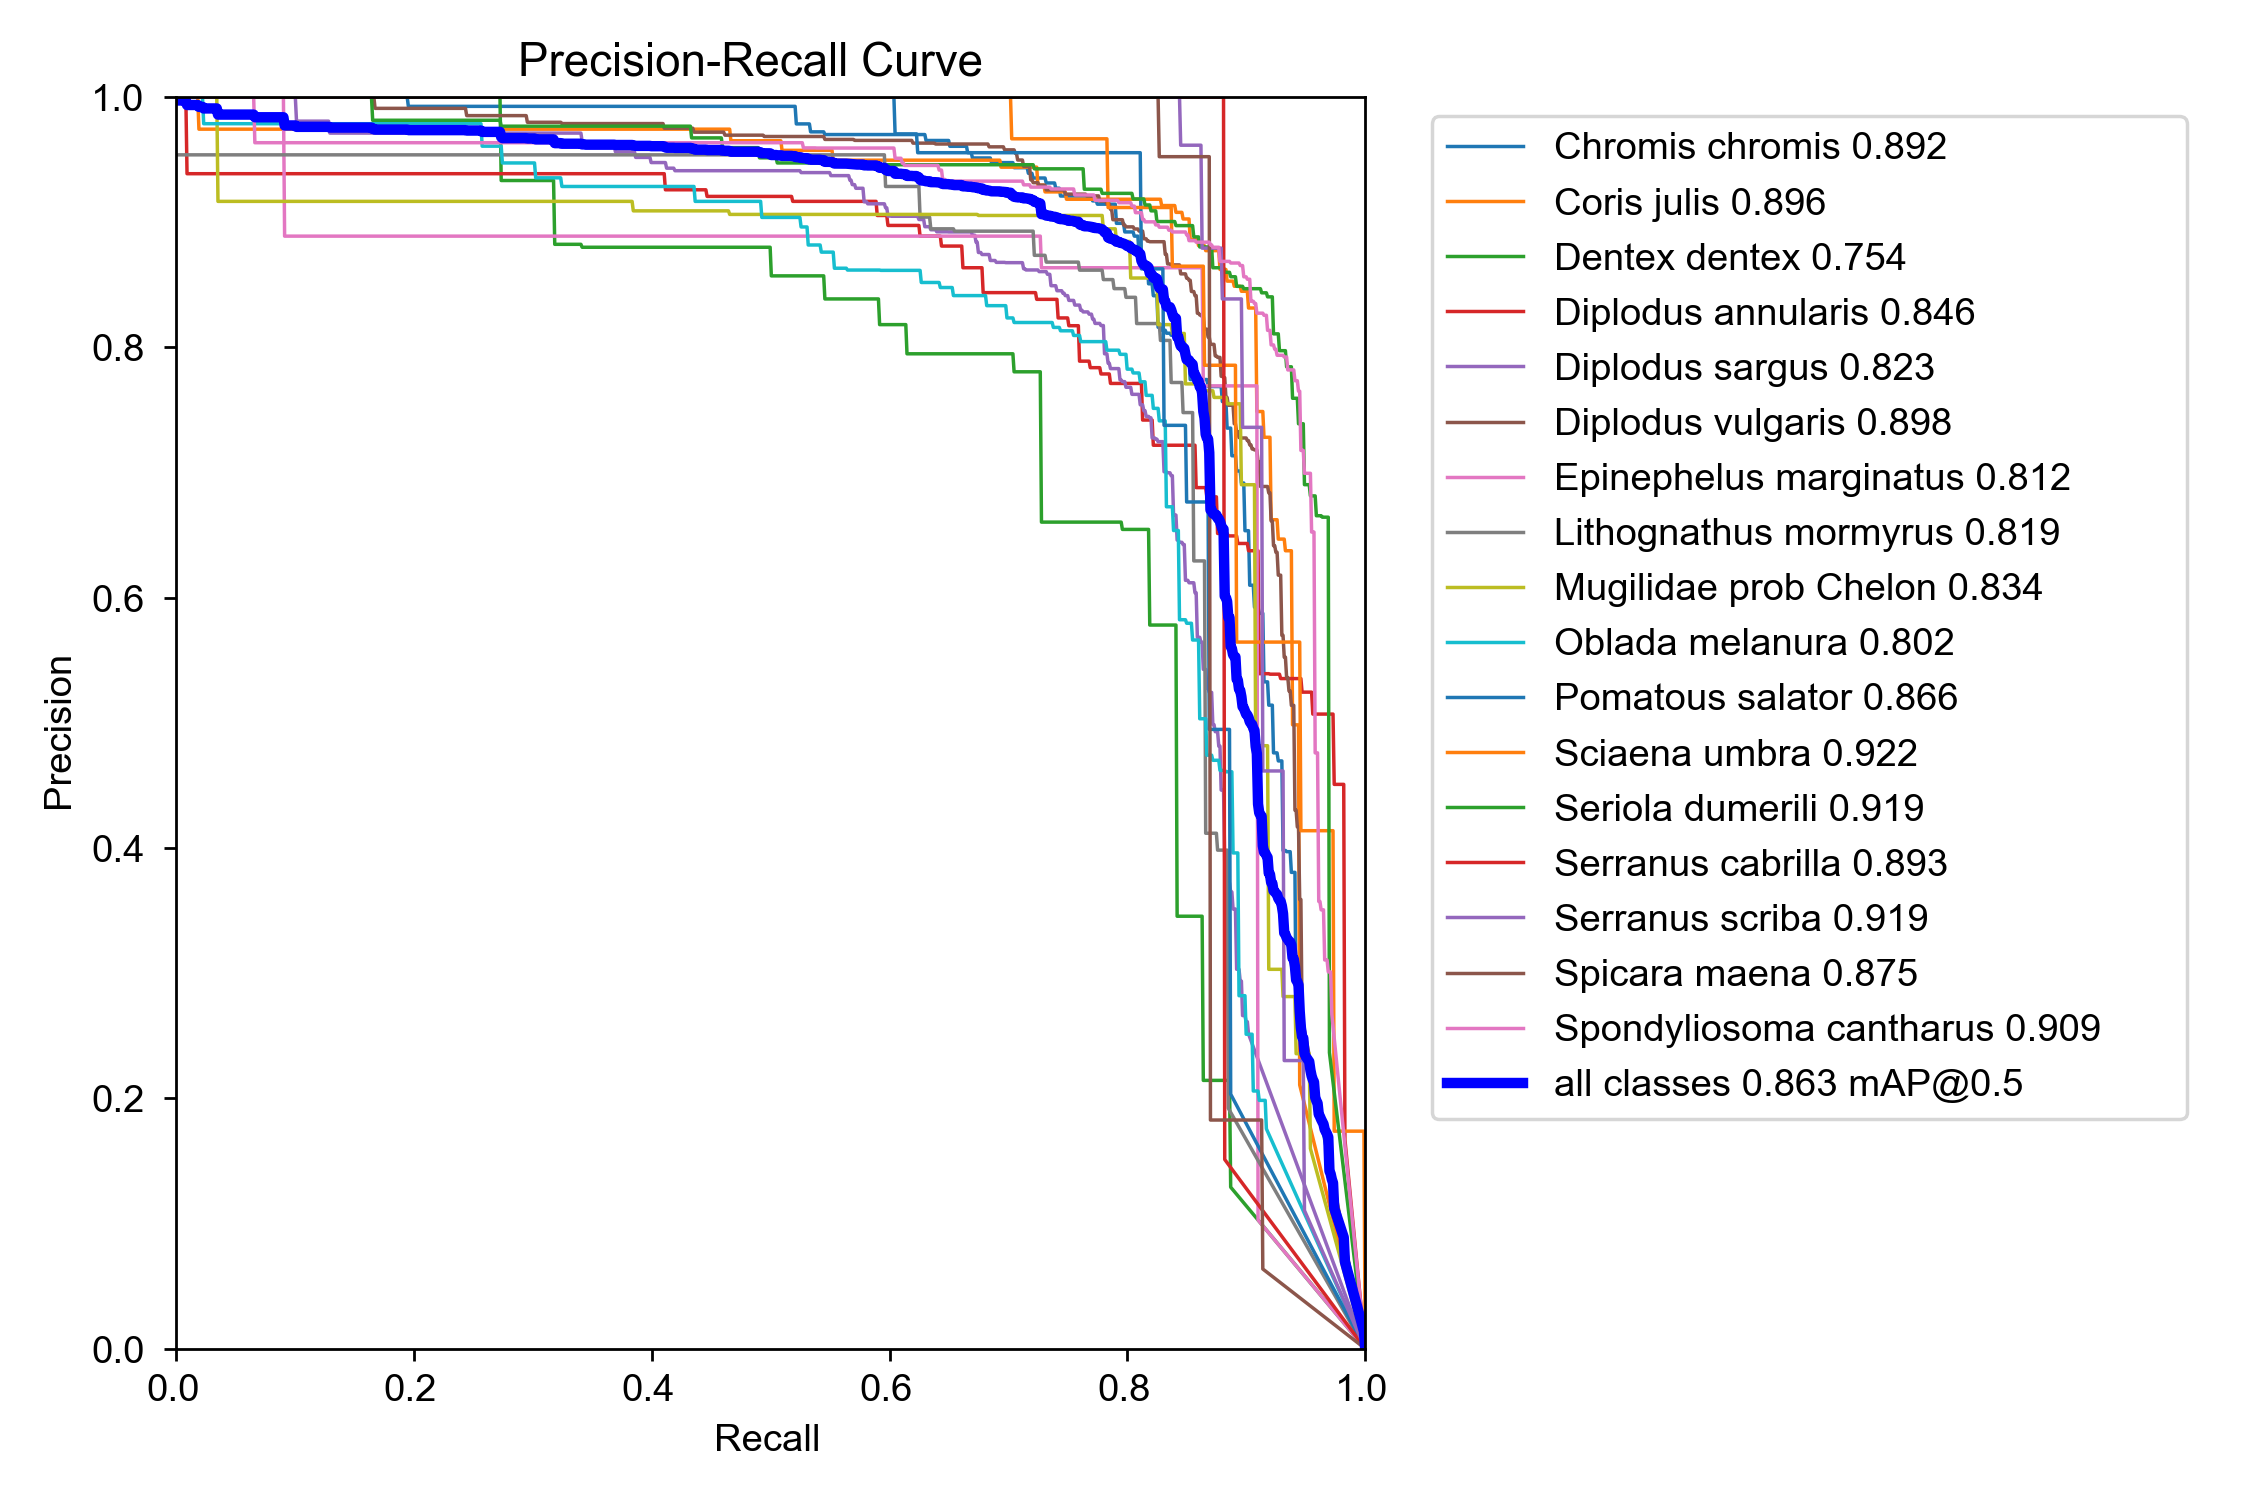 Precision-Recall Curve
1.0
0.8
0.6
0.4
0.2
0.0
Precision
0.0 0.2 0.4 0.6 0.8 1.0
Recall
Chromis chromis 0.892
Coris julis 0.896
Dentex dentex 0.754
Diplodus annularis 0.846
Diplodus sargus 0.823
Diplodus vulgaris 0.898
Epinephelus marginatus 0.812
Lithognathus mormyrus 0.819
Mugilidae prob Chelon 0.834
Oblada melanura 0.802
Pomatous salator 0.866
Sciaena umbra 0.922
Seriola dumerili 0.919
Serranus cabrilla 0.893
Serranus scriba 0.919
Spicara maena 0.875
Spondyliosoma cantharus 0.909
all classes 0.863 mAP@0.5